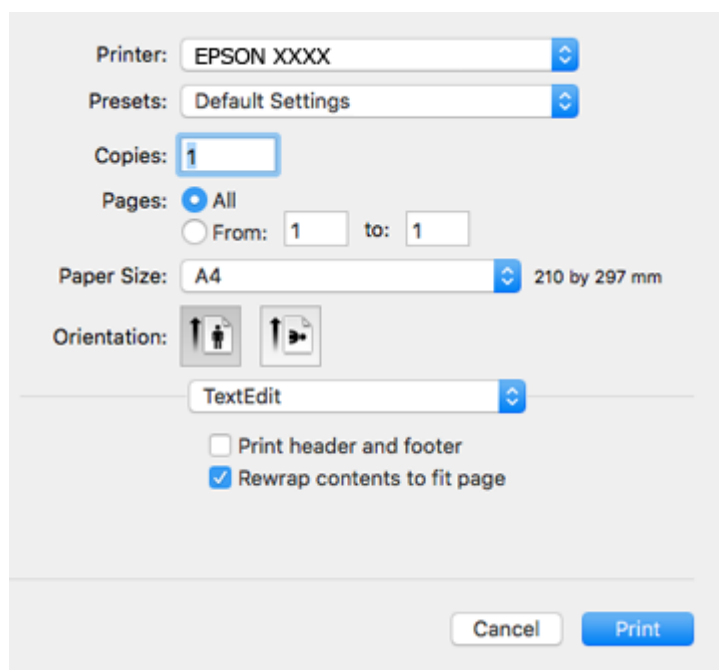 Printer: EPSON XXXX
Presets: Default Settings
Copies: 1
Pages: All
From: 1 to: 1
Paper Size: A4 210 by 297 mm
Orientation:
TextEdit
Print header and footer
Rewrap contents to fit page
Cancel Print